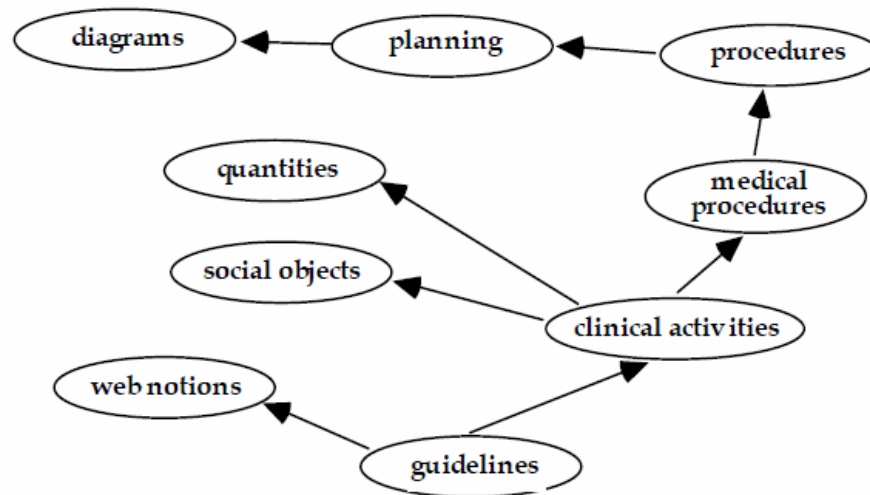 diagrams
planning
procedures
quantities
medical
procedures
social objects
clinical activities
web notions
guidelines